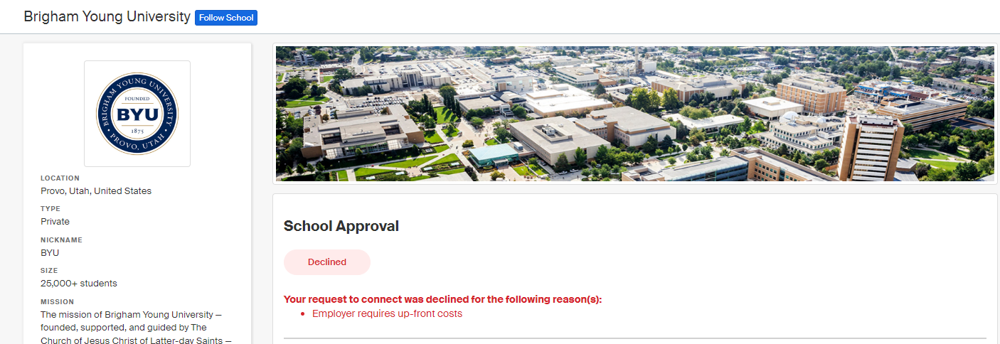 Brigham Young University Follow School
BRIGHAM YOUNG UNIVERSITY
FOUNDED
BYU
1875
PROVO, UTAH
LOCATION
Provo, Utah, United States
TYPE
Private
NICKNAME
BYU
SIZE
25,000+ students
MISSION
The mission of Brigham Young University –
founded, supported, and guided by The
Church of Jesus Christ of Latter-day Saints –
School Approval
Declined
Your request to connect was declined for the following reason(s):
• Employer requires up-front costs